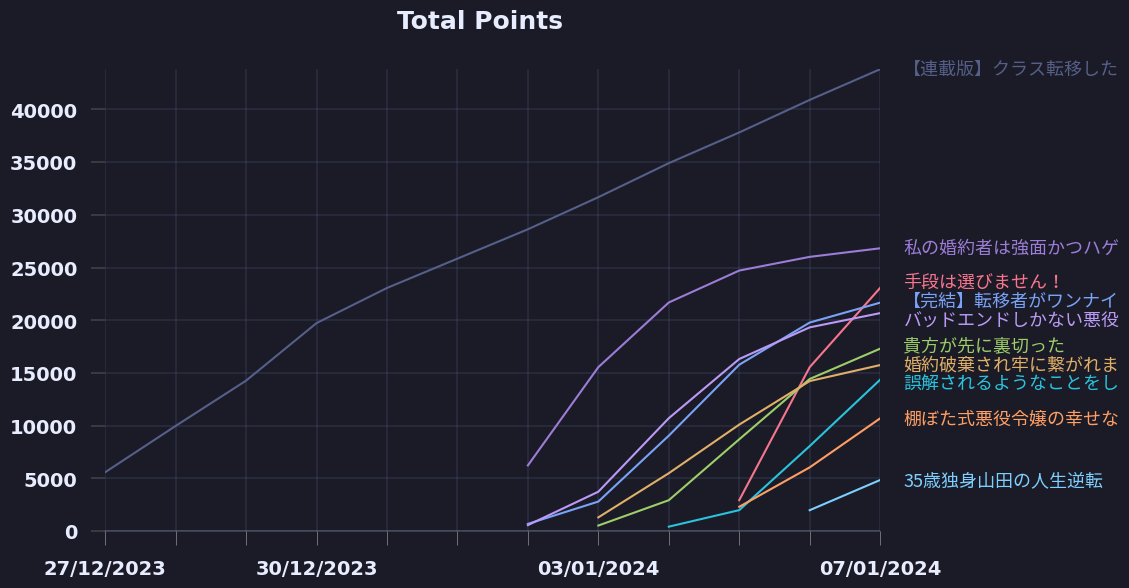 Total Points
【連載版】クラス転移した
40000
35000
30000
私の婚約者は強面かつハゲ
25000
手段は選びません！
【完結】転移者がワンナイ
20000
バッドエンドしかない悪役
貴方が先に裏切った
婚約破棄され牢に繋がれま
15000
誤解されるようなことをし
棚ぼた式悪役令嬢の幸せな
10000
5000
35歳独身山田の人生逆転
0
27/12/2023 30/12/2023 03/01/2024 07/01/2024